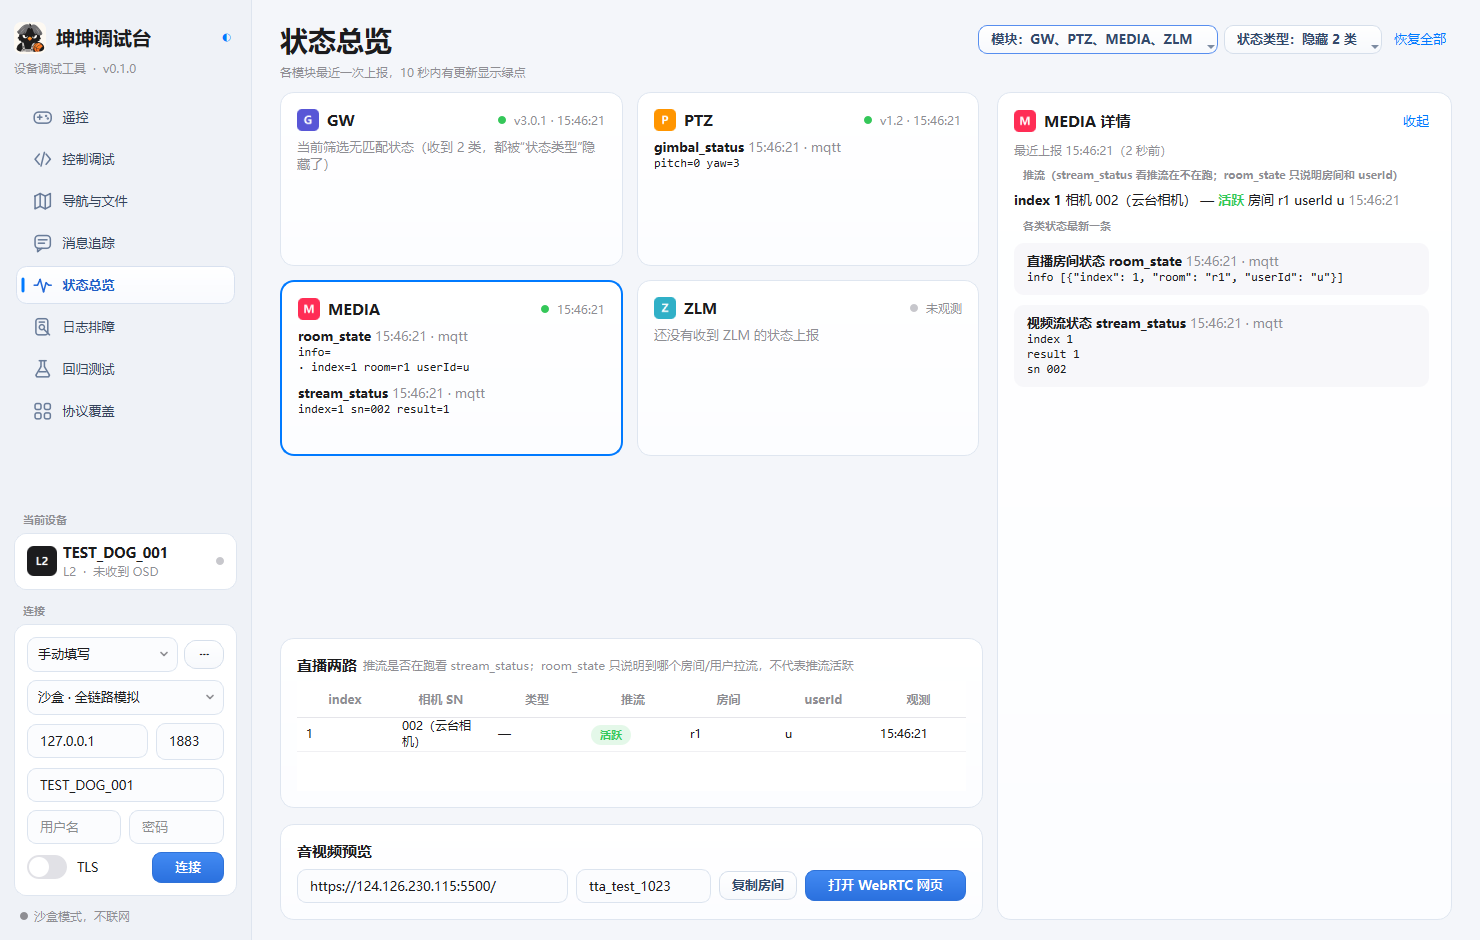 坤坤调试台
设备调试工具 · v0.1.0
遥控
控制调试
导航与文件
消息追踪
状态总览
日志排障
回归测试
协议覆盖
当前设备
L2
TEST_DOG_001
L2 · 未收到 OSD
连接
手动填写
...
沙盒 · 全链路模拟
127.0.0.1
1883
TEST_DOG_001
用户名
密码
TLS
连接
沙盒模式，不联网
状态总览
各模块最近一次上报，10 秒内有更新显示绿点
模块：GW、PTZ、MEDIA、ZLM
状态类型：隐藏 2 类
恢复全部
G
GW
v3.0.1 · 15:46:21
当前筛选无匹配状态（收到 2 类，都被“状态类型”隐
藏了）
P
PTZ
v1.2 · 15:46:21
gimbal_status 15:46:21 · mqtt
pitch=0 yaw=3
M
MEDIA
15:46:21
room_state 15:46:21 · mqtt
info=
· index=1 room=r1 userId=u
stream_status 15:46:21 · mqtt
index=1 sn=002 result=1
Z
ZLM
未观测
还没有收到 ZLM 的状态上报
直播两路 推流是否在跑看 stream_status；room_state 只说明到哪个房间/用户拉流，不代表推流活跃
index 相机 SN 类型 推流 房间 userId 观测
1 002（云台相 — 活跃 r1 u 15:46:21
机）
音视频预览
https://124.126.230.115:5500/
tta_test_1023
复制房间
打开 WebRTC 网页
M
MEDIA 详情
收起
最近上报 15:46:21（2 秒前）
推流（stream_status 看推流在不在跑；room_state 只说明房间和 userId）
index 1 相机 002（云台相机） — 活跃 房间 r1 userId u 15:46:21
各类状态最新一条
直播房间状态 room_state 15:46:21 · mqtt
info [{"index": 1, "room": "r1", "userId": "u"}]
视频流状态 stream_status 15:46:21 · mqtt
index 1
result 1
sn 002